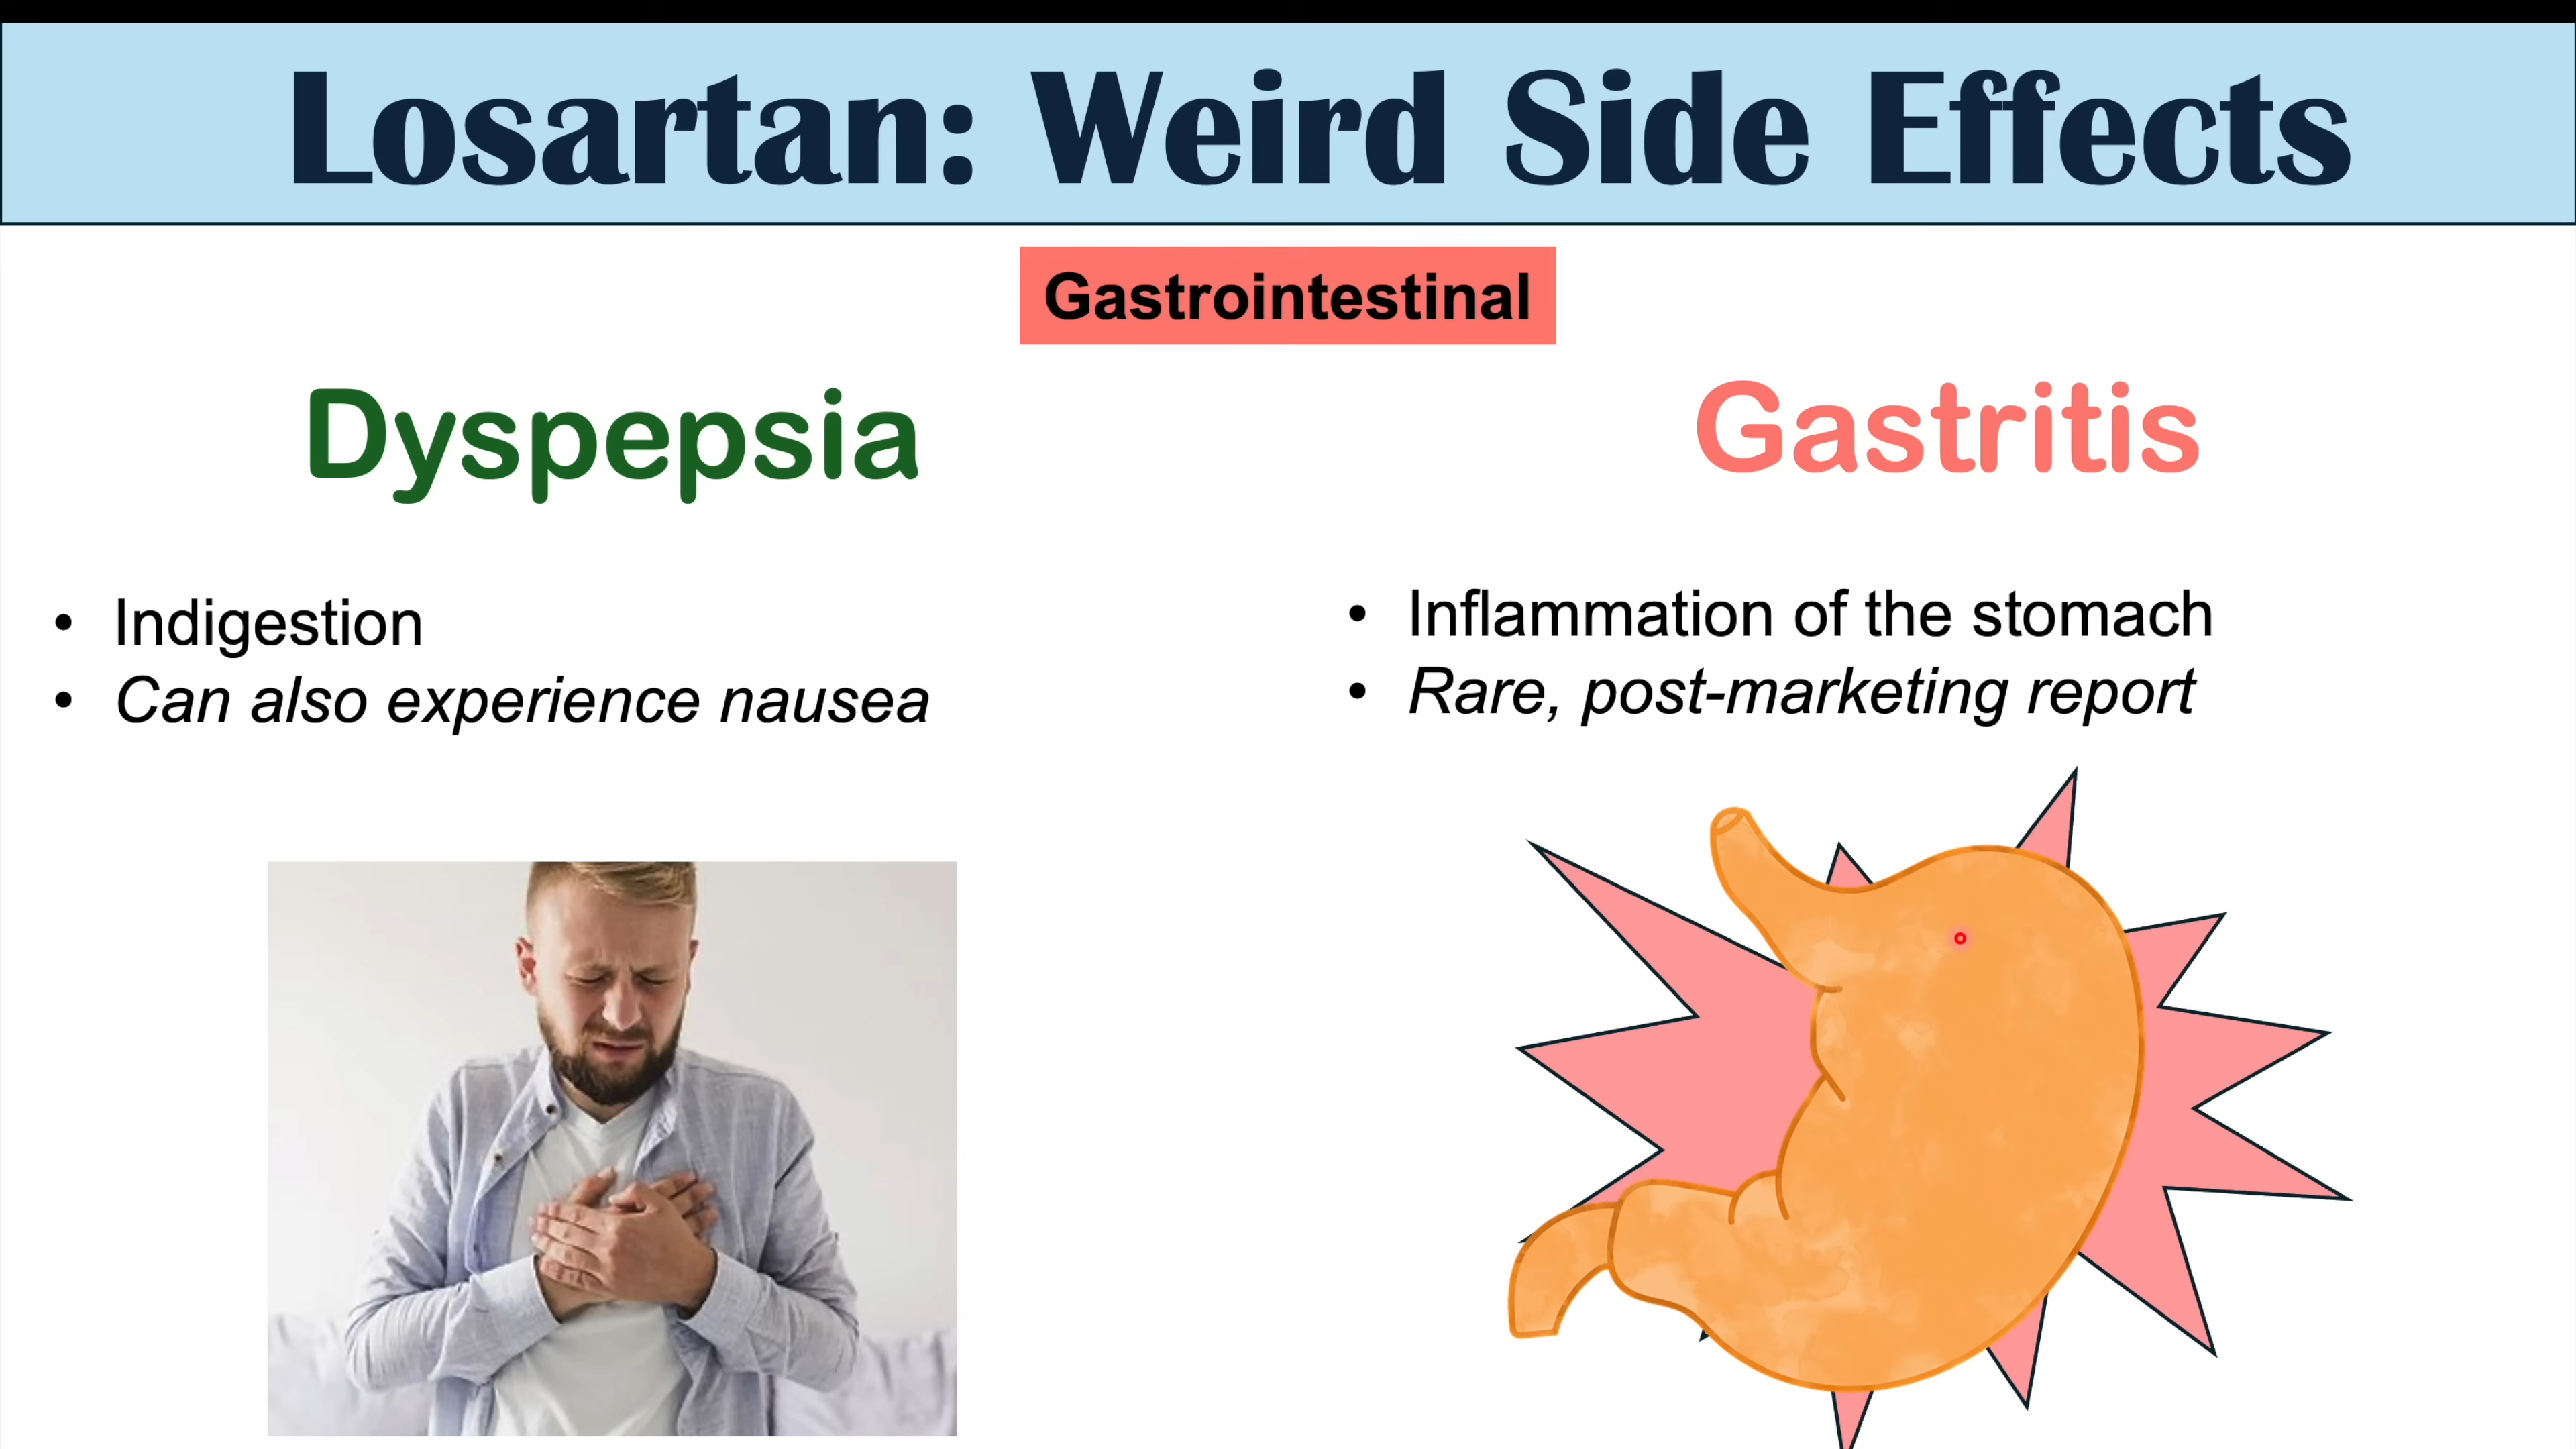 Losartan: Weird Side Effects
Gastrointestinal
Dyspepsia
• Indigestion
• Can also experience nausea
Gastritis
• Inflammation of the stomach
• Rare, post-marketing report